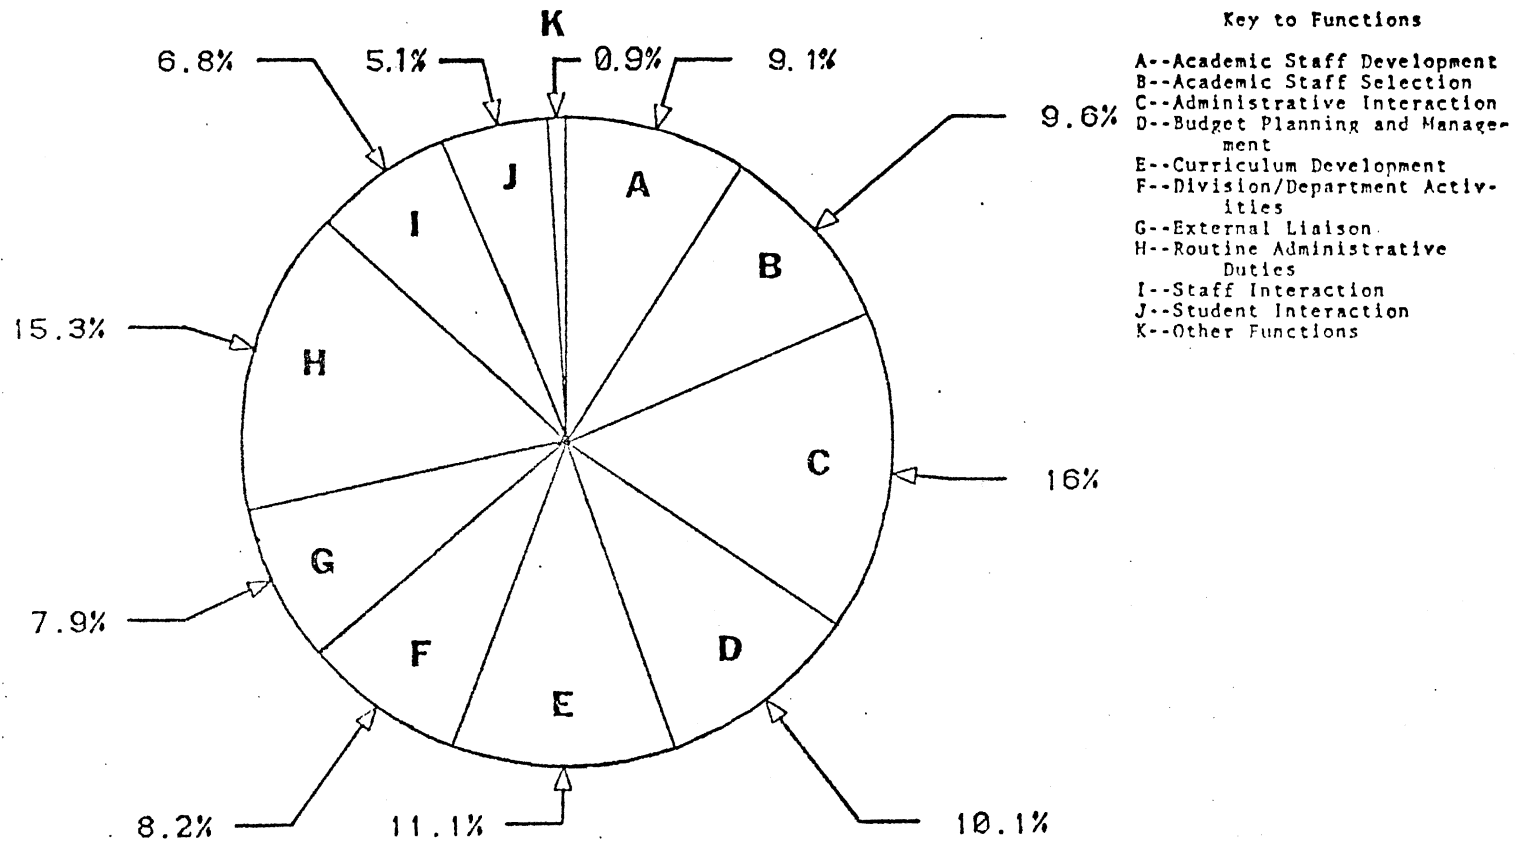 K
6.8%
5.1%
0.9%
9.1%
9.6%
15.3%
16%
7.9%
8.2%
11.1%
10.1%
J
A
I
B
H
C
G
F
D
E
Key to Functions
A--Academic Staff Development
B--Academic Staff Selection
C--Administrative Interaction
D--Budget Planning and Manage-
ment
E--Curriculum Development
F--Division/Department Activ-
ities
G--External Liaison
H--Routine Administrative
Duties
I--Staff Interaction
J--Student Interaction
K--Other Functions